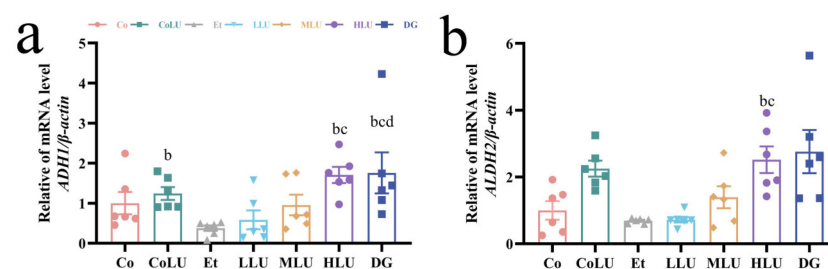 a
Co CoLU Et LLU MLU HLU DG
Relative of mRNA level
ADH1/β-actin
5
4
3
2
1
0
b
bc
bcd
Co CoLU Et LLU MLU HLU DG
b
Relative of mRNA level
ALDH2/β-actin
6
4
2
0
bc
Co CoLU Et LLU MLU HLU DG